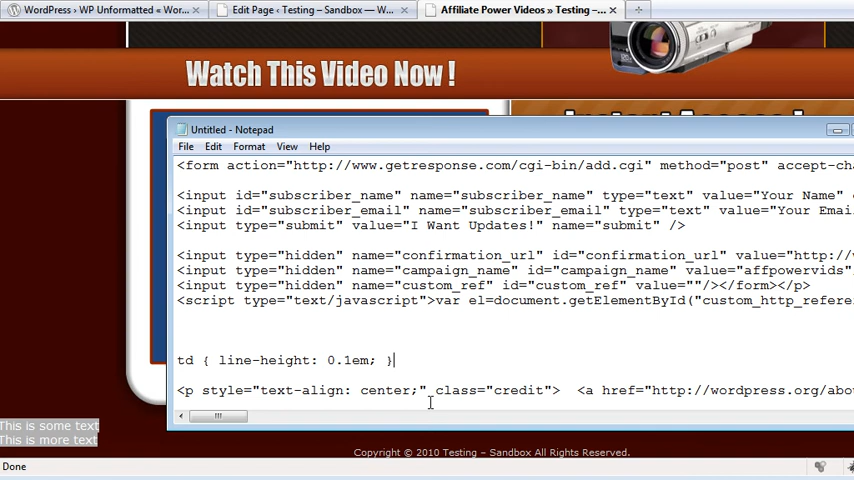 WordPress › WP Unformatted « Wor...
Edit Page ‹ Testing – Sandbox — W...
Affiliate Power Videos » Testing –...
Watch This Video Now !
Untitled - Notepad
File Edit Format View Help
<form action="http://www.getresponse.com/cgi-bin/add.cgi" method="post" accept-cha
<input id="subscriber_name" name="subscriber_name" type="text" value="Your Name"
<input id="subscriber_email" name="subscriber_email" type="text" value="Your Emai
<input type="submit" value="I Want Updates!" name="submit" />
<input type="hidden" name="confirmation_url" id="confirmation_url" value="http://
<input type="hidden" name="campaign_name" id="campaign_name" value="affpowervids"
<input type="hidden" name="custom_ref" id="custom_ref" value=""/></form></p>
<script type="text/javascript">var el=document.getElementById("custom_http_refere
td { line-height: 0.1em; }
<p style="text-align: center;" class="credit"> <a href="http://wordpress.org/abo
This is some text
This is more text
Copyright © 2010 Testing – Sandbox All Rights Reserved.
Done